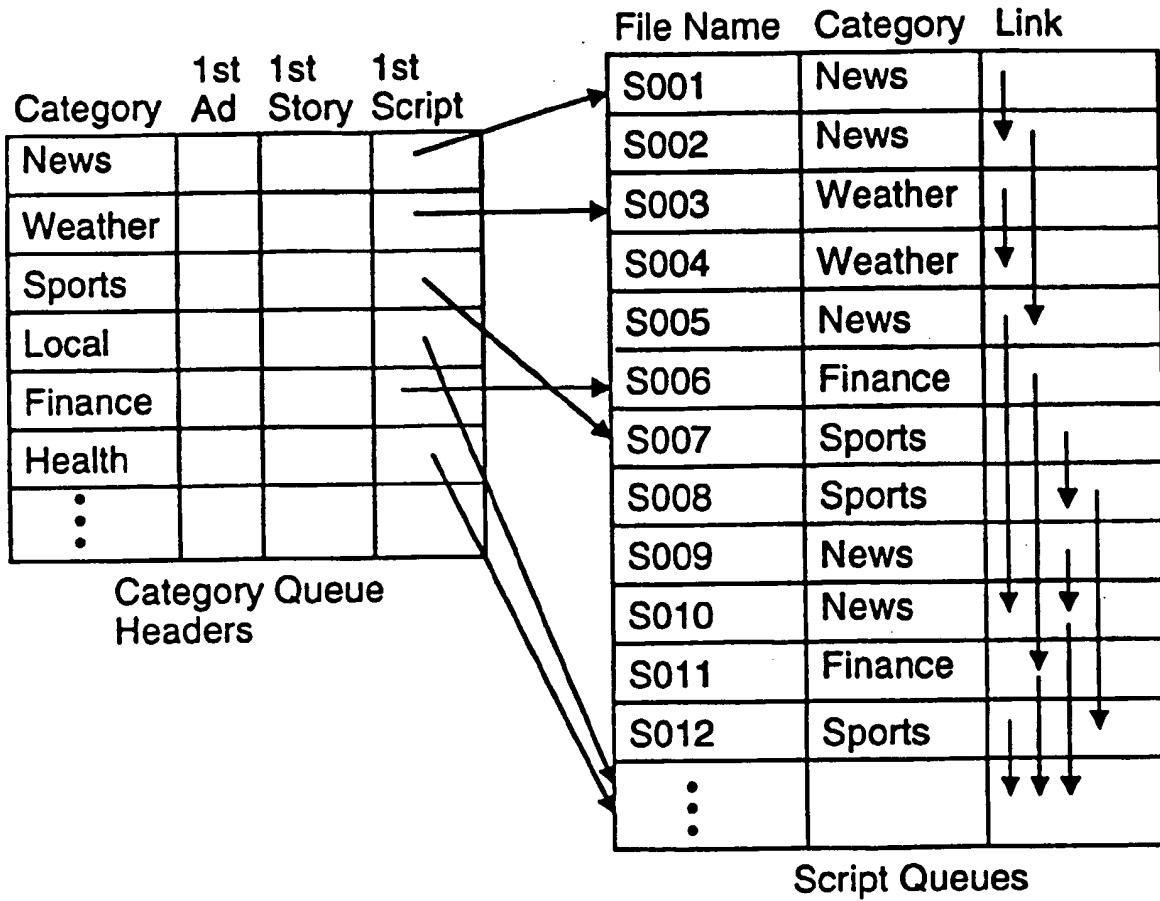 1st 1st 1st
Category Ad Story Script
News
Weather
Sports
Local
Finance
Health
Category Queue
Headers
File Name Category Link
S001 News
S002 News
S003 Weather
S004 Weather
S005 News
S006 Finance
S007 Sports
S008 Sports
S009 News
S010 News
S011 Finance
S012 Sports
Script Queues